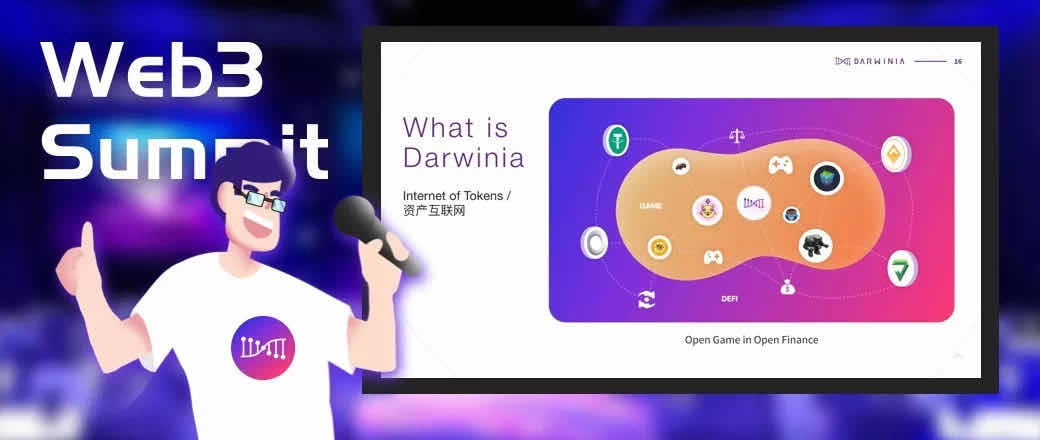 Web3
Summit
DARWINIA
16
What is
Darwinia
Internet of Tokens /
资产互联网
GAME
DEFI
Open Game in Open Finance